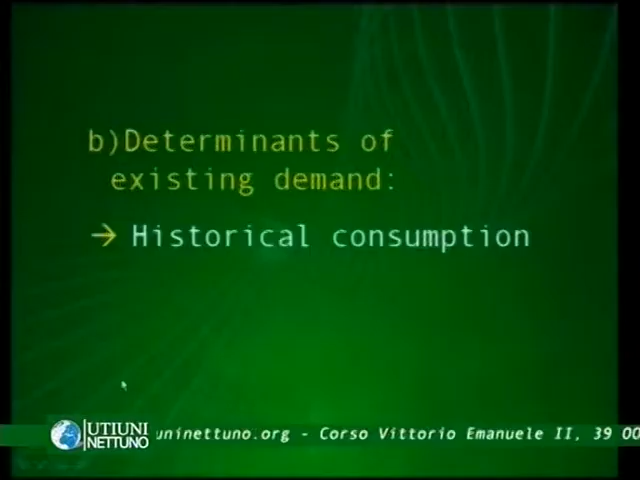 b)Determinants of
existing demand:
→ Historical consumption
UTIUNI
NETTUNO
uninettuno.org - Corso Vittorio Emanuele II, 39 00